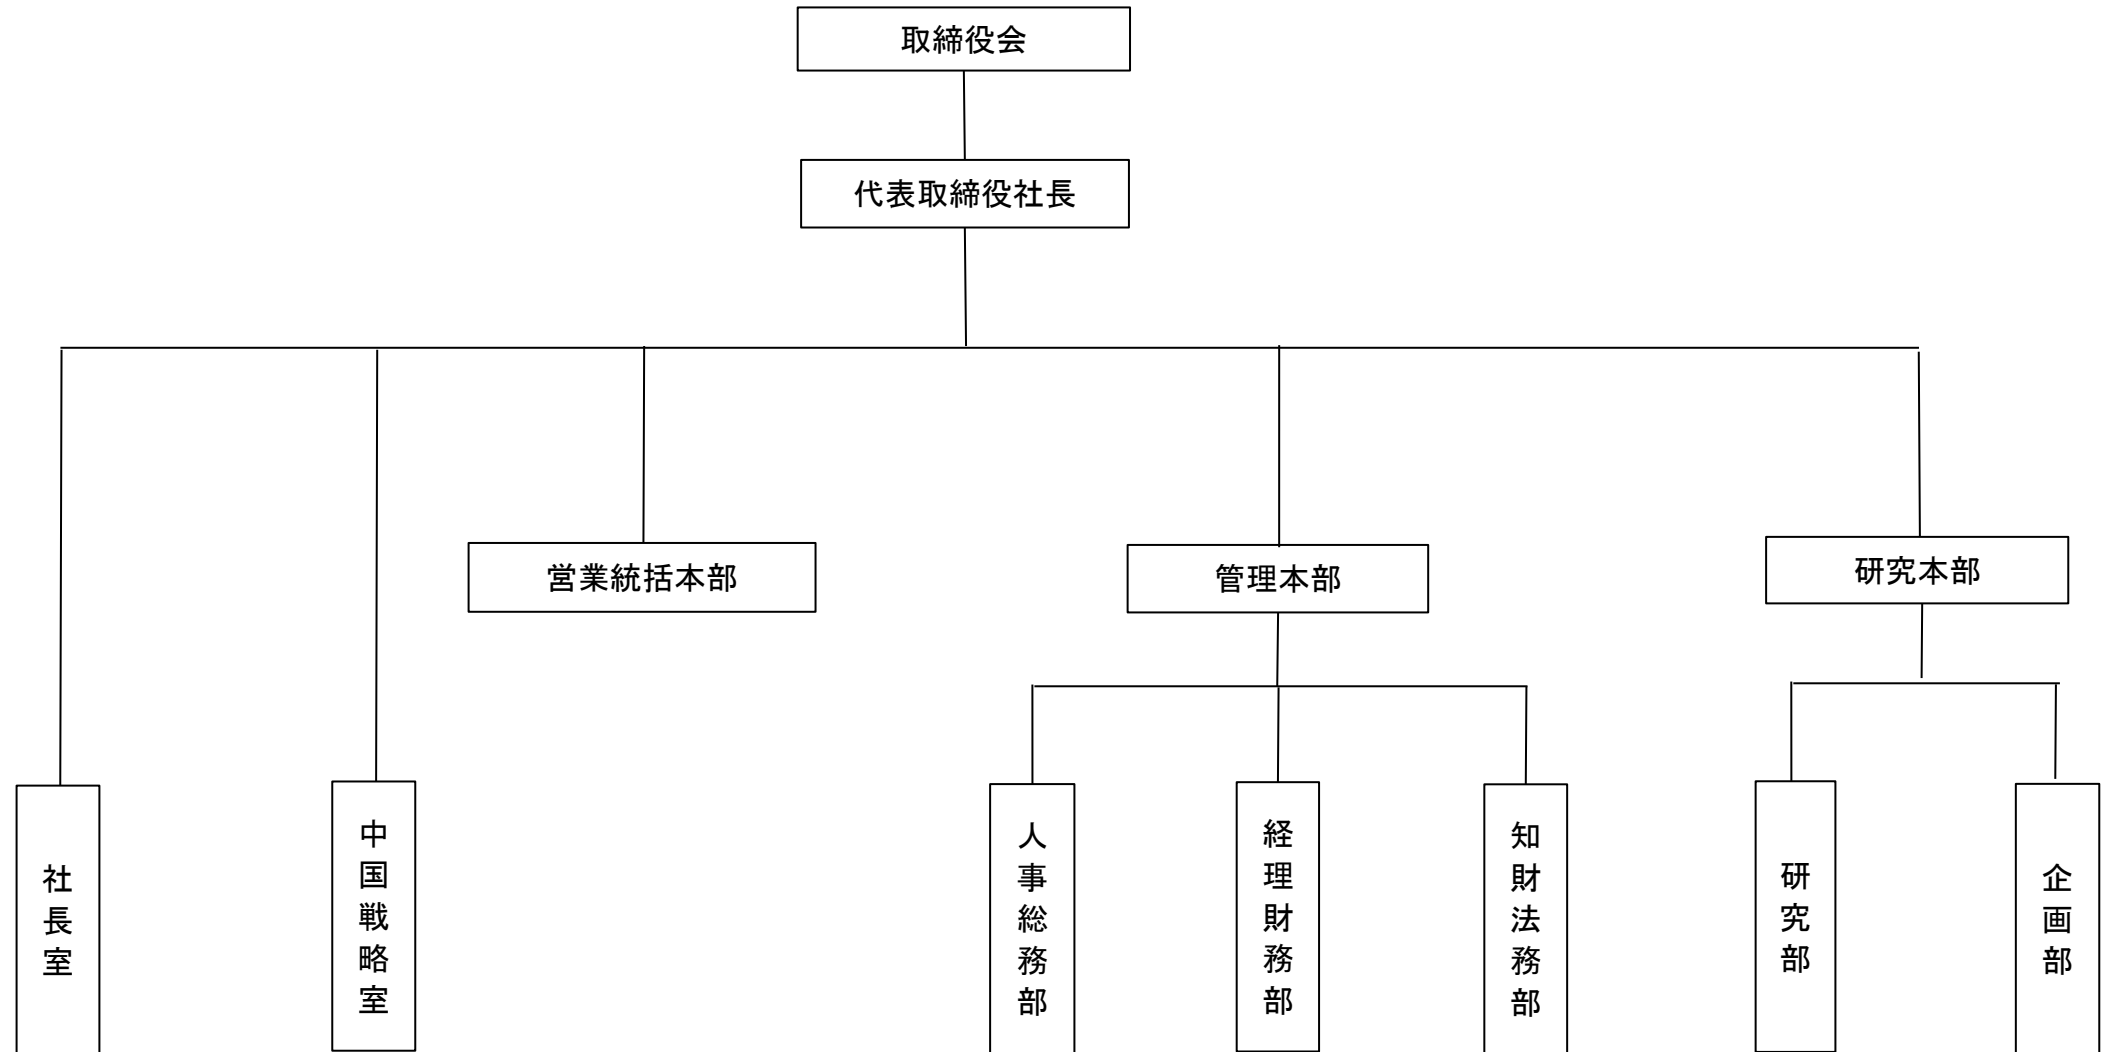 取締役会
代表取締役社長
営業統括本部
管理本部
研究本部
社長室
中国戦略室
人事総務部
経理財務部
知財法務部
研究部
企画部